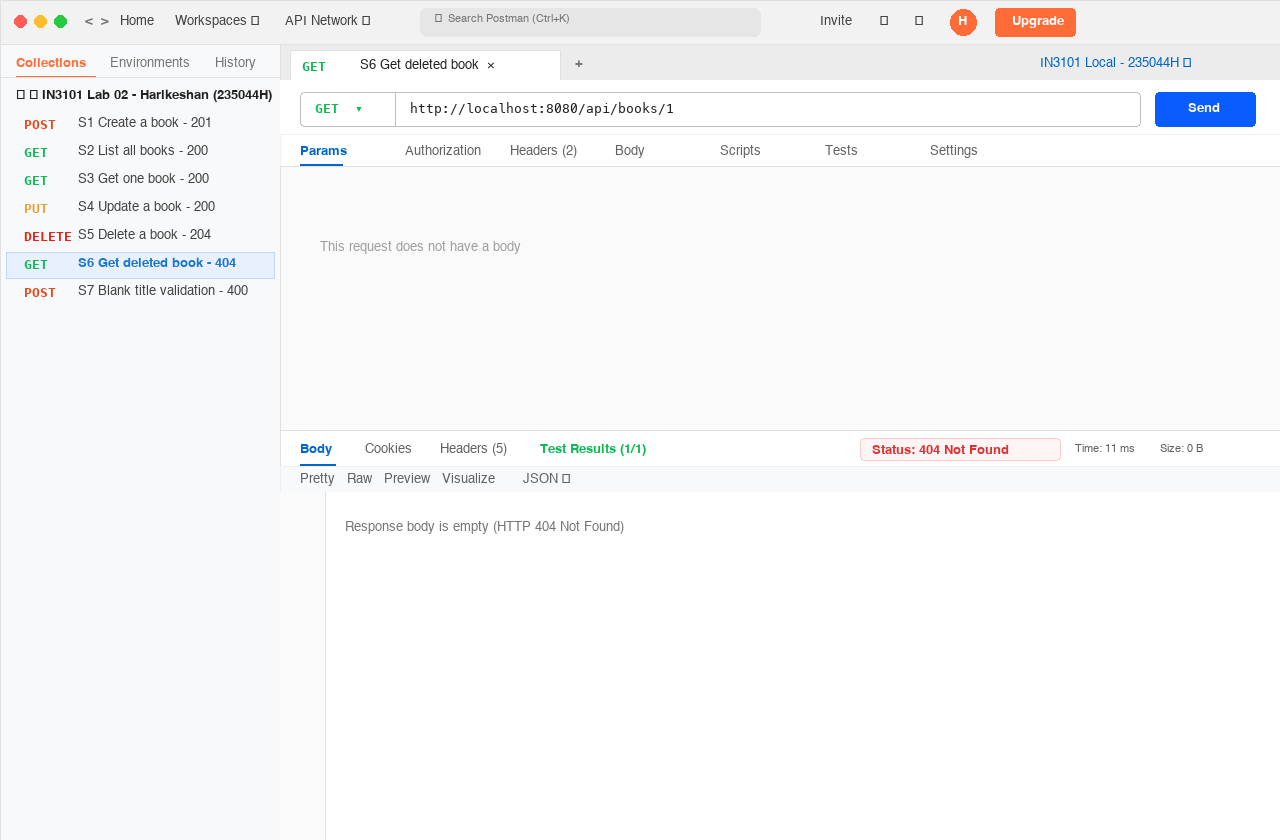 < > Home Workspaces API Network Search Postman (Ctrl+K) Invite H Upgrade
Collections Environments History
GET S6 Get deleted book × +
IN3101 Local - 235044H
IN3101 Lab 02 - Harikeshan (235044H)
POST S1 Create a book - 201
GET S2 List all books - 200
GET S3 Get one book - 200
PUT S4 Update a book - 200
DELETE S5 Delete a book - 204
GET S6 Get deleted book - 404
POST S7 Blank title validation - 400
GET ▾ http://localhost:8080/api/books/1 Send
Params Authorization Headers (2) Body Scripts Tests Settings
This request does not have a body
Body Cookies Headers (5) Test Results (1/1) Status: 404 Not Found Time: 11 ms Size: 0 B
Pretty Raw Preview Visualize JSON
Response body is empty (HTTP 404 Not Found)